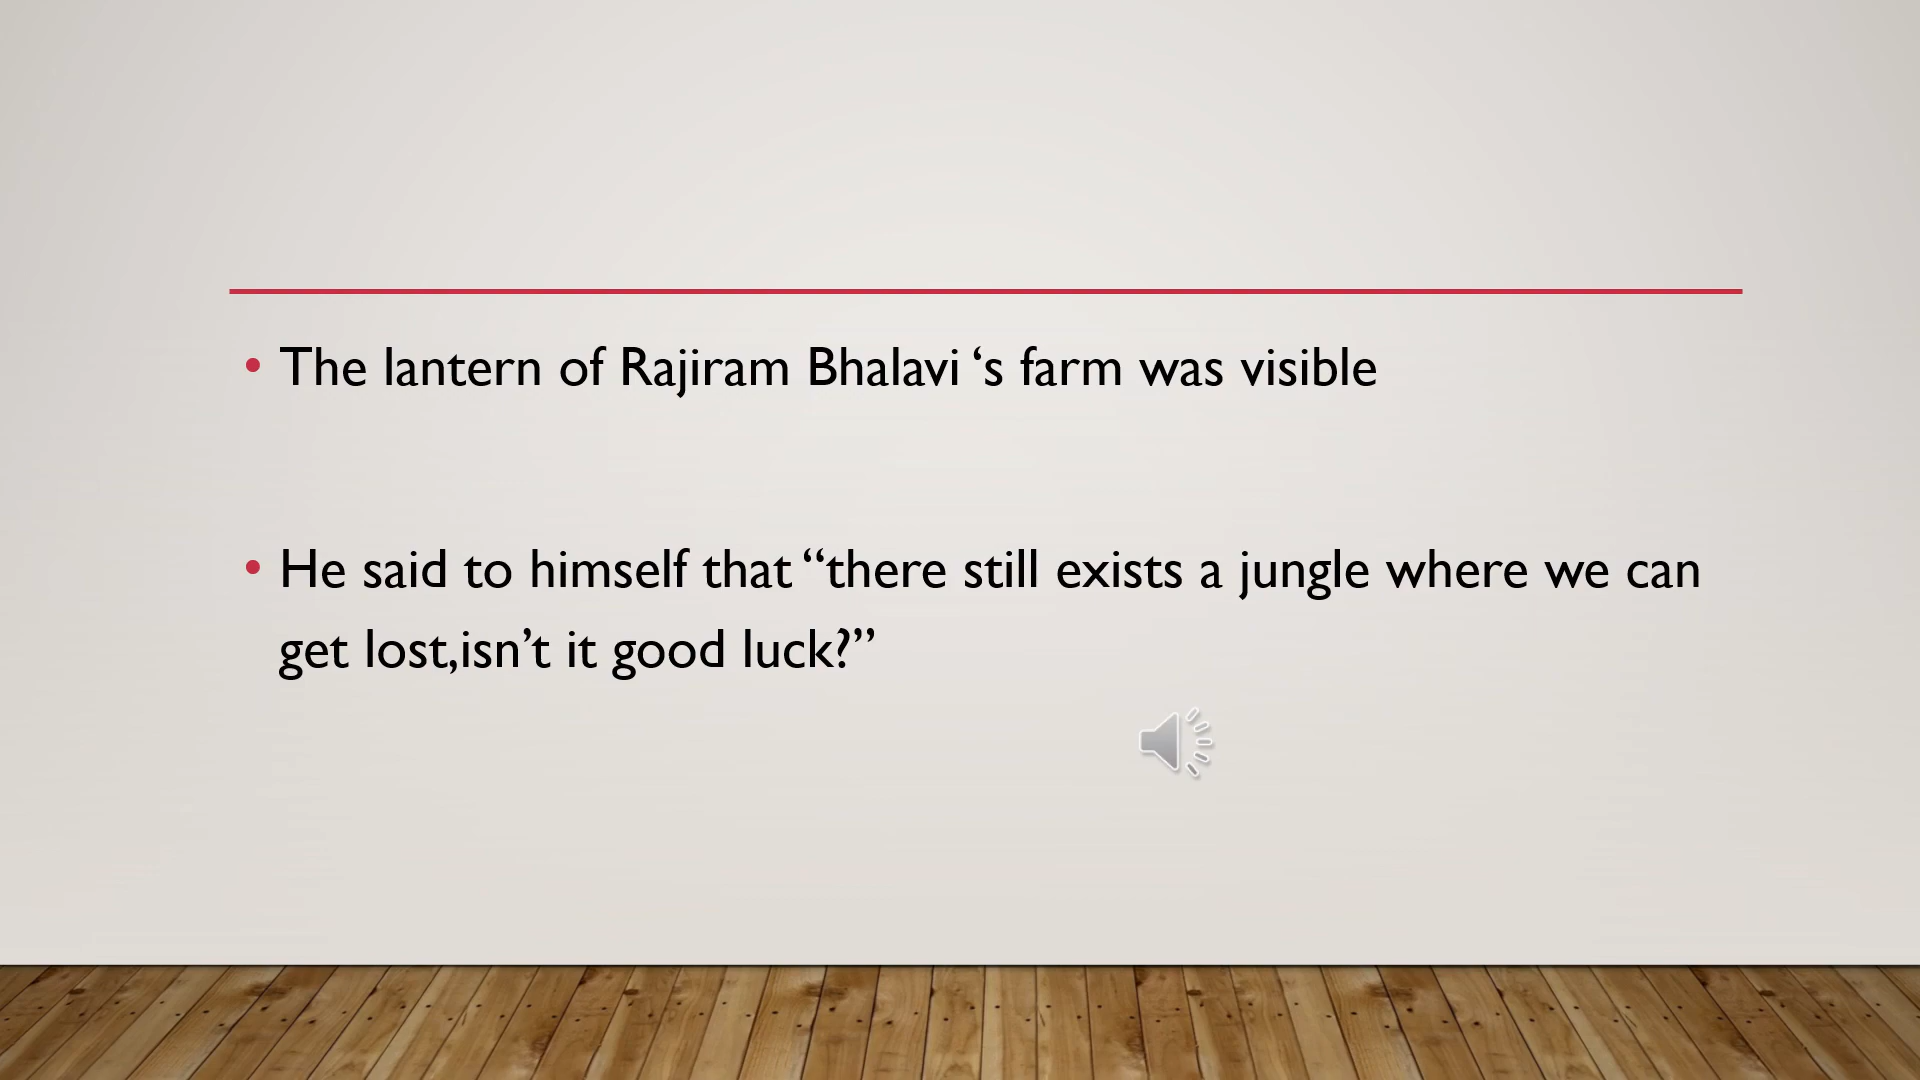 • The lantern of Rajiram Bhalavi ‘s farm was visible
• He said to himself that “there still exists a jungle where we can
get lost,isn’t it good luck?”